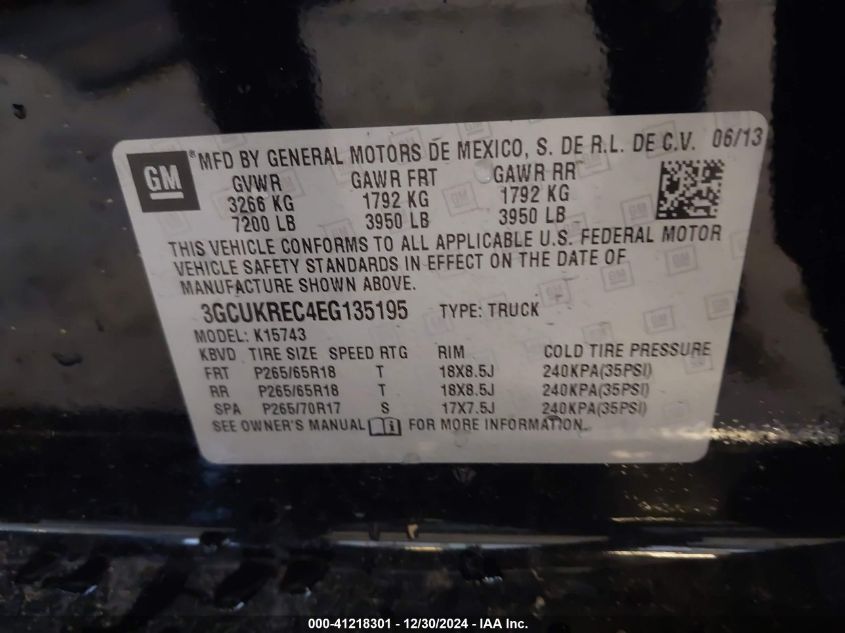 GM ® MFD BY GENERAL MOTORS DE MEXICO, S. DE R.L. DE C.V. 06/13
GVWR GAWR FRT GAWR RR
3266 KG 1792 KG 1792 KG
7200 LB 3950 LB 3950 LB
THIS VEHICLE CONFORMS TO ALL APPLICABLE U.S. FEDERAL MOTOR
VEHICLE SAFETY STANDARDS IN EFFECT ON THE DATE OF
MANUFACTURE SHOWN ABOVE.
3GCUKREC4EG135195 TYPE: TRUCK
MODEL: K15743
KBVD TIRE SIZE SPEED RTG RIM COLD TIRE PRESSURE
FRT P265/65R18 T 18X8.5J 240KPA(35PSI)
RR P265/65R18 T 18X8.5J 240KPA(35PSI)
SPA P265/70R17 S 17X7.5J 240KPA(35PSI)
SEE OWNER'S MANUAL FOR MORE INFORMATION.
000-41218301 - 12/30/2024 - IAA Inc.